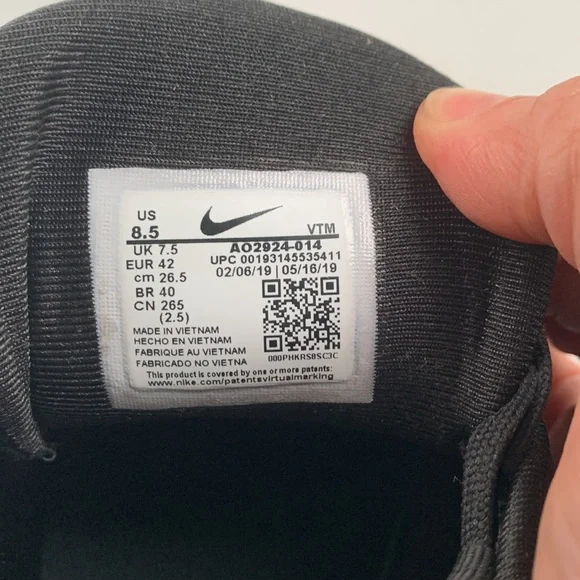 US
8.5 VTM
UK 7.5 AO2924-014
EUR 42 UPC 00193145535411
cm 26.5 02/06/19 | 05/16/19
BR 40
CN 265
(2.5)
MADE IN VIETNAM
HECHO EN VIETNAM
FABRIQUE AU VIETNAM
FABRICADO NO VIETNA
000PHKRS8SC3C
This product is covered by one or more patents:
www.nike.com/patentsvirtualmarking